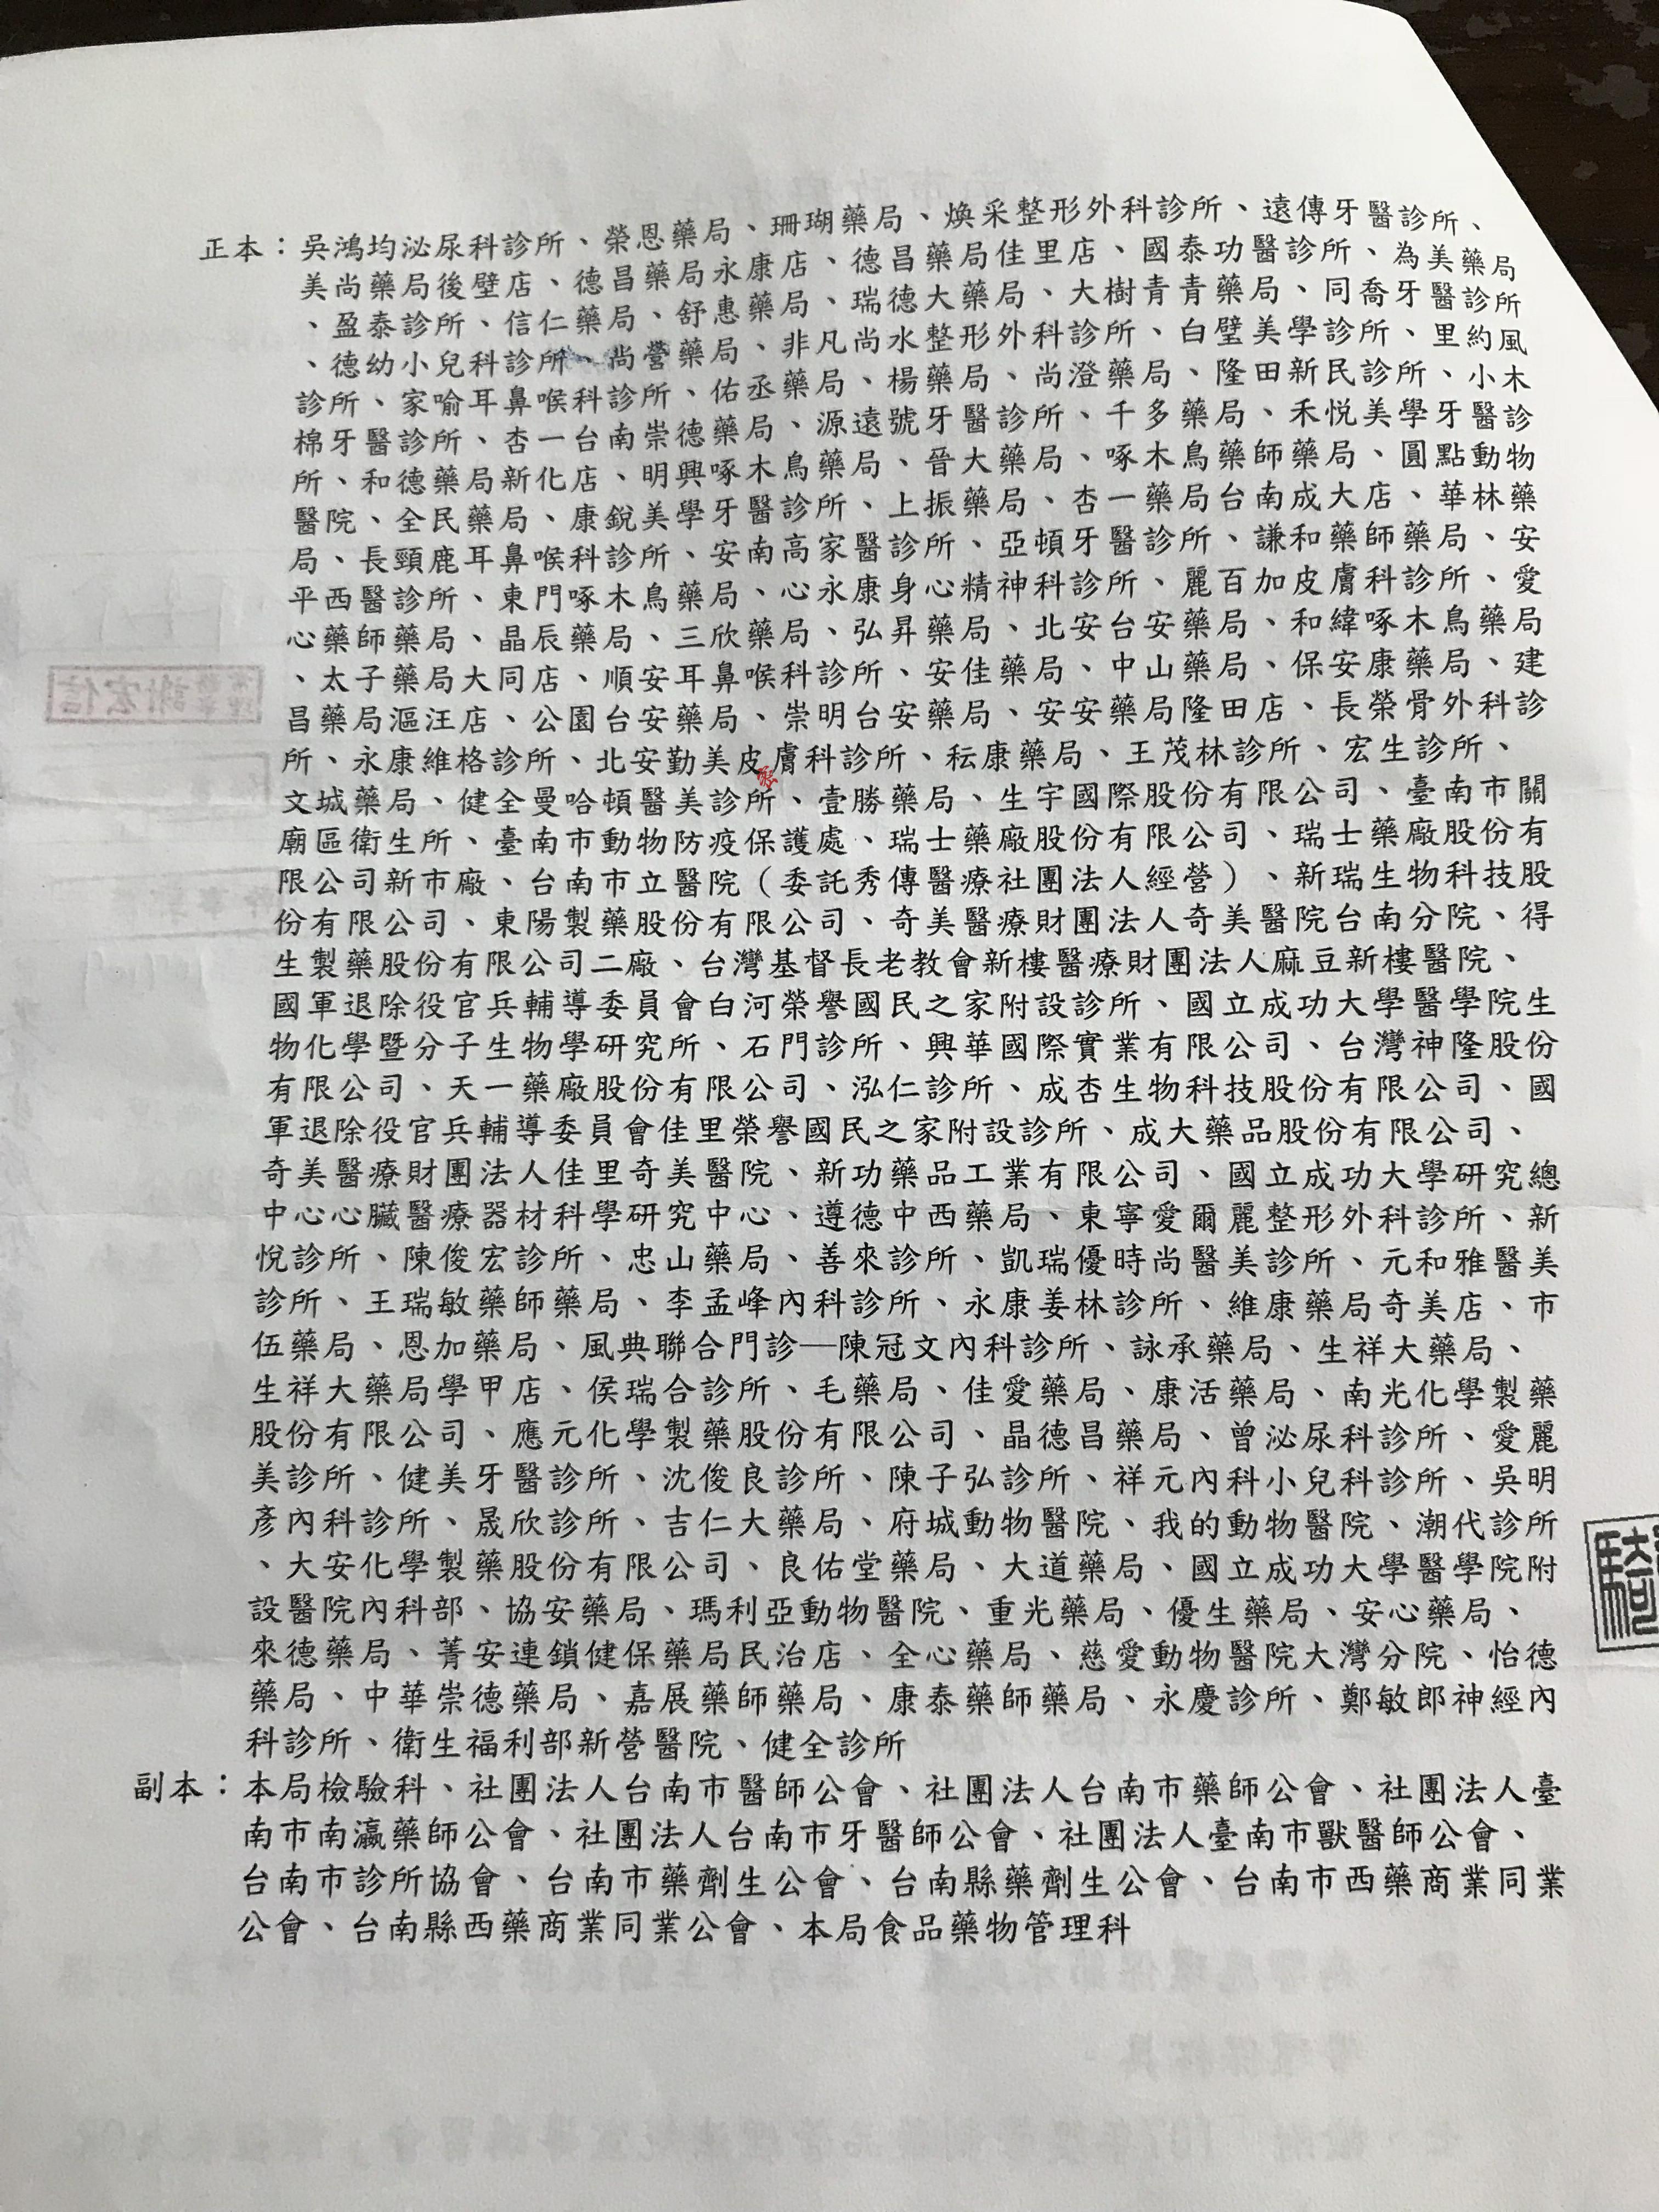 正本：吳鴻均泌尿科診所、榮恩藥局、珊瑚藥局、煥采整形外科診所、遠傳牙醫診所、
美尚藥局後壁店、德昌藥局永康店、德昌藥局佳里店、國泰功醫診所、為美藥局
、盈泰診所、信仁藥局、舒惠藥局、瑞德大藥局、大樹青青藥局、同喬牙醫診所
、德幼小兒科診所、尚營藥局、非凡尚水整形外科診所、白璧美學診所、里約風
診所、家喻耳鼻喉科診所、佑丞藥局、楊藥局、尚澄藥局、隆田新民診所、小木
棉牙醫診所、杏一台南崇德藥局、源遠號牙醫診所、千多藥局、禾悅美學牙醫診
所、和德藥局新化店、明興啄木鳥藥局、晉大藥局、啄木鳥藥師藥局、圓點動物
醫院、全民藥局、康銳美學牙醫診所、上振藥局、杏一藥局台南成大店、華林藥
局、長頸鹿耳鼻喉科診所、安南高家醫診所、亞頓牙醫診所、謙和藥師藥局、安
平西醫診所、東門啄木鳥藥局、心永康身心精神科診所、麗百加皮膚科診所、愛
心藥師藥局、晶辰藥局、三欣藥局、弘昇藥局、北安台安藥局、和緯啄木鳥藥局
、太子藥局大同店、順安耳鼻喉科診所、安佳藥局、中山藥局、保安康藥局、建
昌藥局漚汪店、公園台安藥局、崇明台安藥局、安安藥局隆田店、長榮骨外科診
所、永康維格診所、北安勤美皮膚科診所、耘康藥局、王茂林診所、宏生診所、
文城藥局、健全曼哈頓醫美診所、壹勝藥局、生宇國際股份有限公司、臺南市關
廟區衛生所、臺南市動物防疫保護處、瑞士藥廠股份有限公司、瑞士藥廠股份有
限公司新市廠、台南市立醫院（委託秀傳醫療社團法人經營）、新瑞生物科技股
份有限公司、東陽製藥股份有限公司、奇美醫療財團法人奇美醫院台南分院、得
生製藥股份有限公司二廠、台灣基督長老教會新樓醫療財團法人麻豆新樓醫院、
國軍退除役官兵輔導委員會白河榮譽國民之家附設診所、國立成功大學醫學院生
物化學暨分子生物學研究所、石門診所、興華國際實業有限公司、台灣神隆股份
有限公司、天一藥廠股份有限公司、泓仁診所、成杏生物科技股份有限公司、國
軍退除役官兵輔導委員會佳里榮譽國民之家附設診所、成大藥品股份有限公司、
奇美醫療財團法人佳里奇美醫院、新功藥品工業有限公司、國立成功大學研究總
中心心臟醫療器材科學研究中心、遵德中西藥局、東寧愛爾麗整形外科診所、新
悅診所、陳俊宏診所、忠山藥局、善來診所、凱瑞優時尚醫美診所、元和雅醫美
診所、王瑞敏藥師藥局、李孟峰內科診所、永康姜林診所、維康藥局奇美店、市
伍藥局、恩加藥局、風典聯合門診—陳冠文內科診所、詠承藥局、生祥大藥局、
生祥大藥局學甲店、侯瑞合診所、毛藥局、佳愛藥局、康活藥局、南光化學製藥
股份有限公司、應元化學製藥股份有限公司、晶德昌藥局、曾泌尿科診所、愛麗
美診所、健美牙醫診所、沈俊良診所、陳子弘診所、祥元內科小兒科診所、吳明
彥內科診所、晟欣診所、吉仁大藥局、府城動物醫院、我的動物醫院、潮代診所
、大安化學製藥股份有限公司、良佑堂藥局、大道藥局、國立成功大學醫學院附
設醫院內科部、協安藥局、瑪利亞動物醫院、重光藥局、優生藥局、安心藥局、
來德藥局、菁安連鎖健保藥局民治店、全心藥局、慈愛動物醫院大灣分院、怡德
藥局、中華崇德藥局、嘉展藥師藥局、康泰藥師藥局、永慶診所、鄭敏郎神經內
科診所、衛生福利部新營醫院、健全診所
副本：本局檢驗科、社團法人台南市醫師公會、社團法人台南市藥師公會、社團法人臺
南市南瀛藥師公會、社團法人台南市牙醫師公會、社團法人臺南市獸醫師公會、
台南市診所協會、台南市藥劑生公會、台南縣藥劑生公會、台南市西藥商業同業
公會、台南縣西藥商業同業公會、本局食品藥物管理科
騎